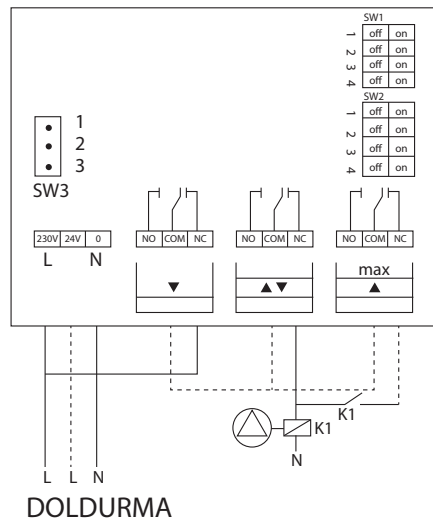 SW1
1 off on
2 off on
3 off on
4 off on
SW2
1 off on
2 off on
3 off on
4 off on
1
2
3
SW3
230V 24V 0
L N
NO COM NC
NO COM NC
NO COM NC
max
K1
K1
N
L L N
DOLDURMA